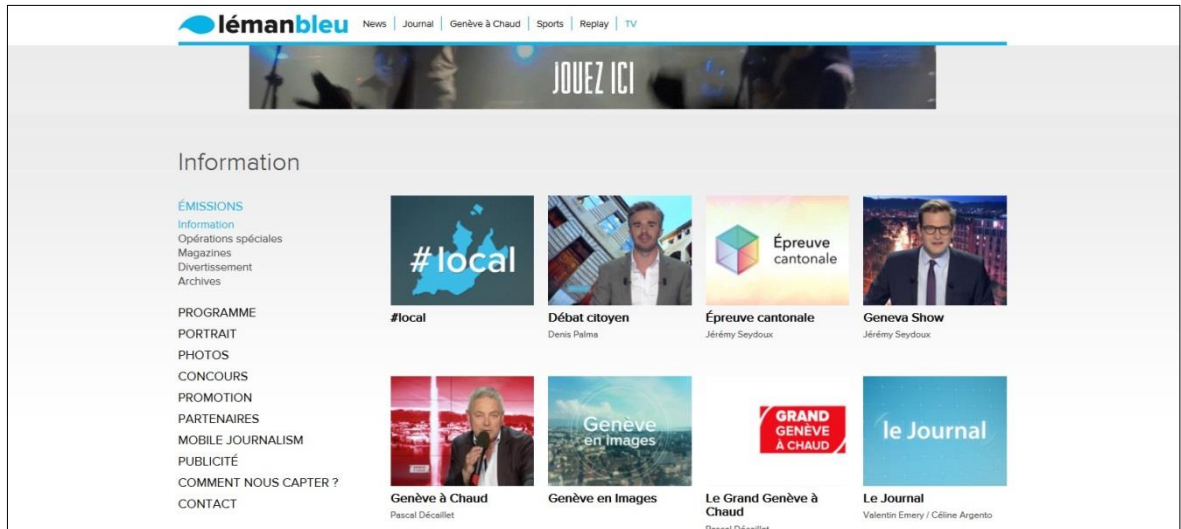 lémanbleu
News | Journal | Genève à Chaud | Sports | Replay | TV
JOUEZ ICI
Information
ÉMISSIONS
Information
Opérations spéciales
Magazines
Divertissement
Archives
PROGRAMME
PORTRAIT
PHOTOS
CONCOURS
PROMOTION
PARTENAIRES
MOBILE JOURNALISM
PUBLICITÉ
COMMENT NOUS CAPTER ?
CONTACT
#local
#local
Débat citoyen
Denis Palma
Épreuve
cantonale
Épreuve cantonale
Jérémy Seydoux
Geneva Show
Jérémy Seydoux
Genève à Chaud
Pascal Décaillet
Genève
en images
Genève en Images
GRAND
GENÈVE
À CHAUD
Le Grand Genève à
Chaud
Pascal Décaillet
le Journal
Le Journal
Valentin Emery / Céline Argento